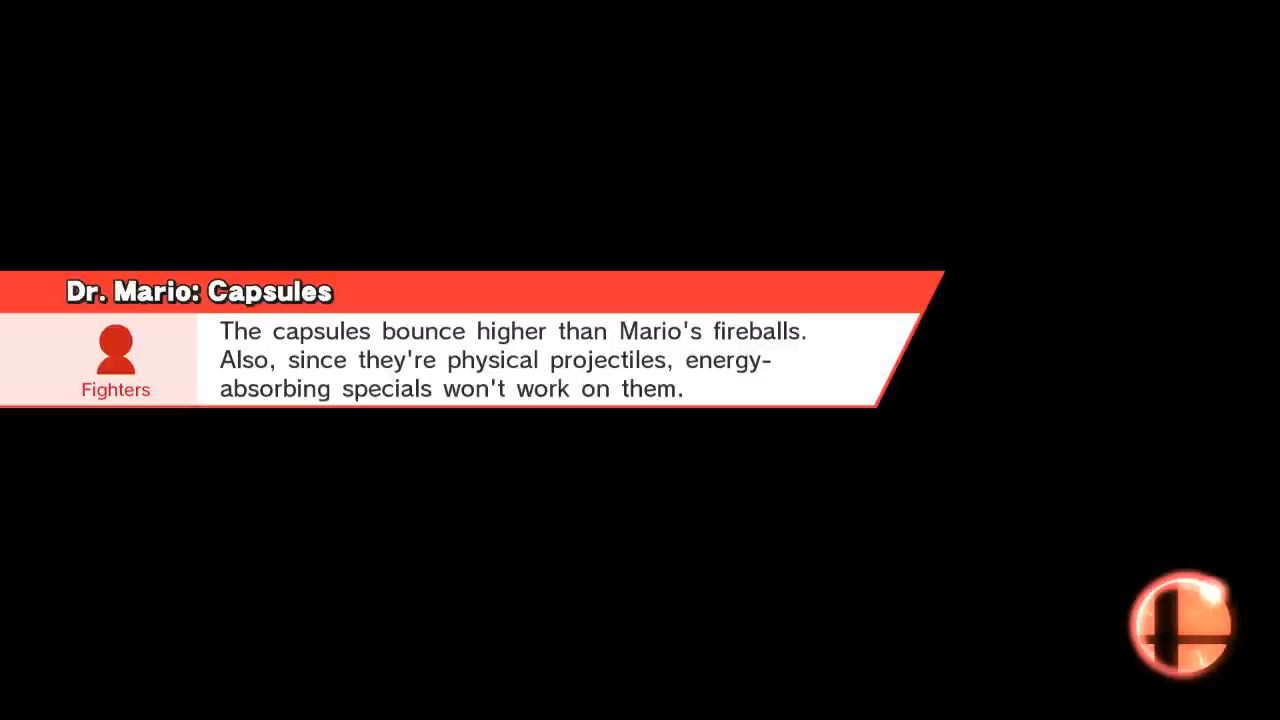 Dr. Mario: Capsules
Fighters
The capsules bounce higher than Mario's fireballs.
Also, since they're physical projectiles, energy-
absorbing specials won't work on them.